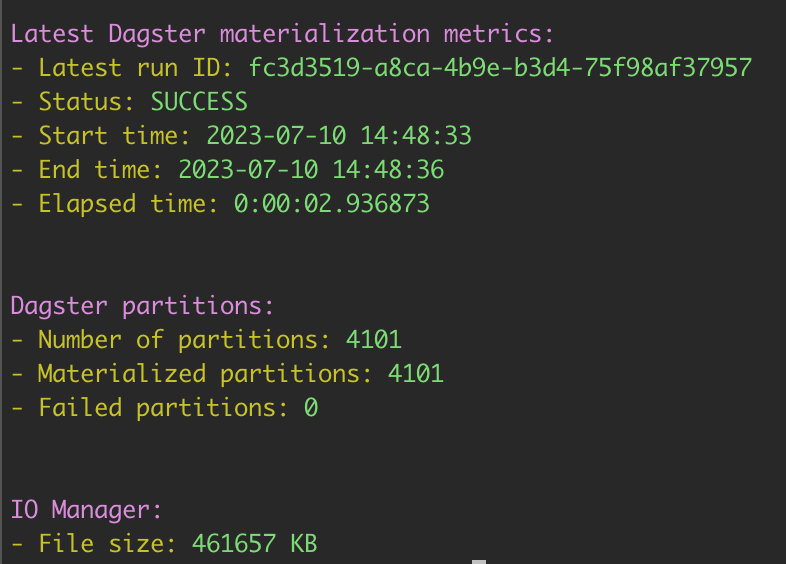 Latest Dagster materialization metrics:
- Latest run ID: fc3d3519-a8ca-4b9e-b3d4-75f98af37957
- Status: SUCCESS
- Start time: 2023-07-10 14:48:33
- End time: 2023-07-10 14:48:36
- Elapsed time: 0:00:02.936873
Dagster partitions:
- Number of partitions: 4101
- Materialized partitions: 4101
- Failed partitions: 0
IO Manager:
- File size: 461657 KB